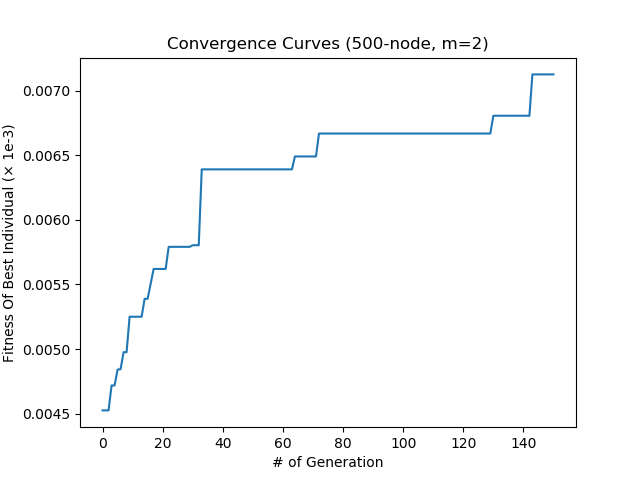 Convergence Curves (500-node, m=2)
Fitness Of Best Individual (× 1e-3)
0.0070
0.0065
0.0060
0.0055
0.0050
0.0045
0 20 40 60 80 100 120 140
# of Generation